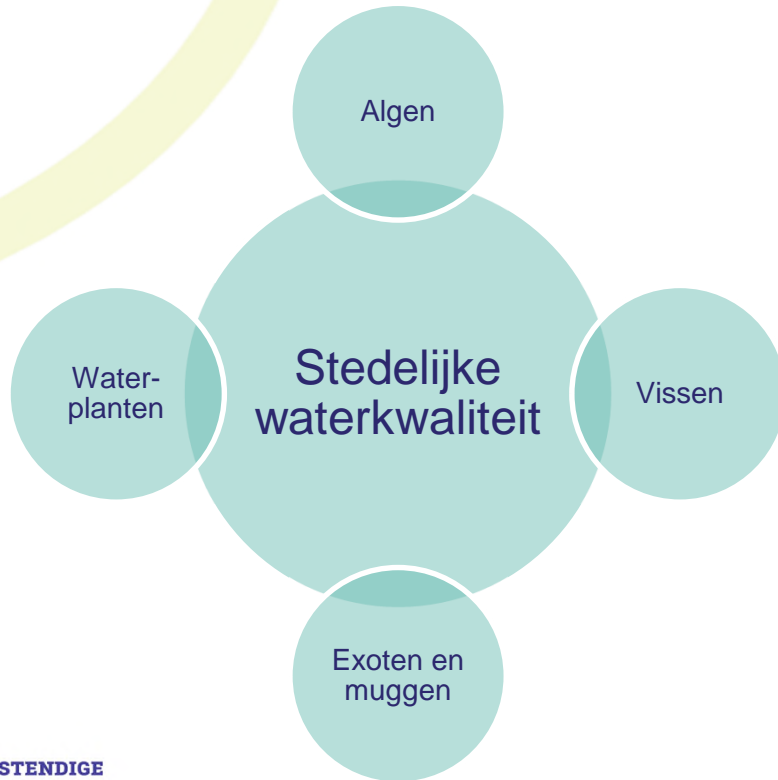 Algen
Stedelijke
waterkwaliteit
Water-
planten
Vissen
Exoten en
muggen
STENDIGE